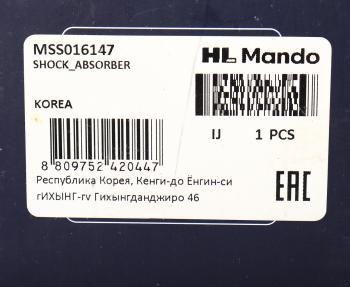 MSS016147
SHOCK_ABSORBER
HL Mando
KOREA
IJ 1 PCS
8 809752 420447
Республика Корея, Кенги-до Ёнгин-си
гИХЫНГ-rv Гихынгданджиро 46
EAC